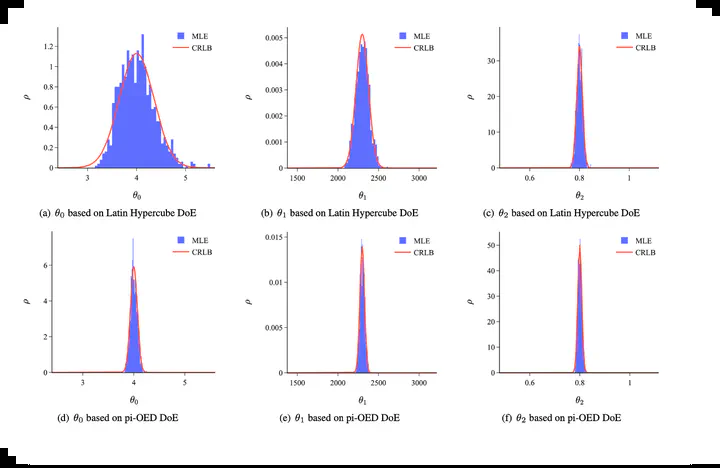 MLE
CRLB
1.2
1
0.8
0.6
0.4
0.2
0
ρ
3
4
5
θ0
(a) θ0 based on Latin Hypercube DoE
MLE
CRLB
0.005
0.004
0.003
0.002
0.001
0
ρ
1500
2000
2500
3000
θ1
(b) θ1 based on Latin Hypercube DoE
MLE
CRLB
30
20
10
0
ρ
0.6
0.8
1
θ2
(c) θ2 based on Latin Hypercube DoE
MLE
CRLB
6
4
2
0
ρ
3
4
5
θ0
(d) θ0 based on pi-OED DoE
MLE
CRLB
0.015
0.01
0.005
0
ρ
1500
2000
2500
3000
θ1
(e) θ1 based on pi-OED DoE
MLE
CRLB
50
40
30
20
10
0
ρ
0.6
0.8
1
θ2
(f) θ2 based on pi-OED DoE